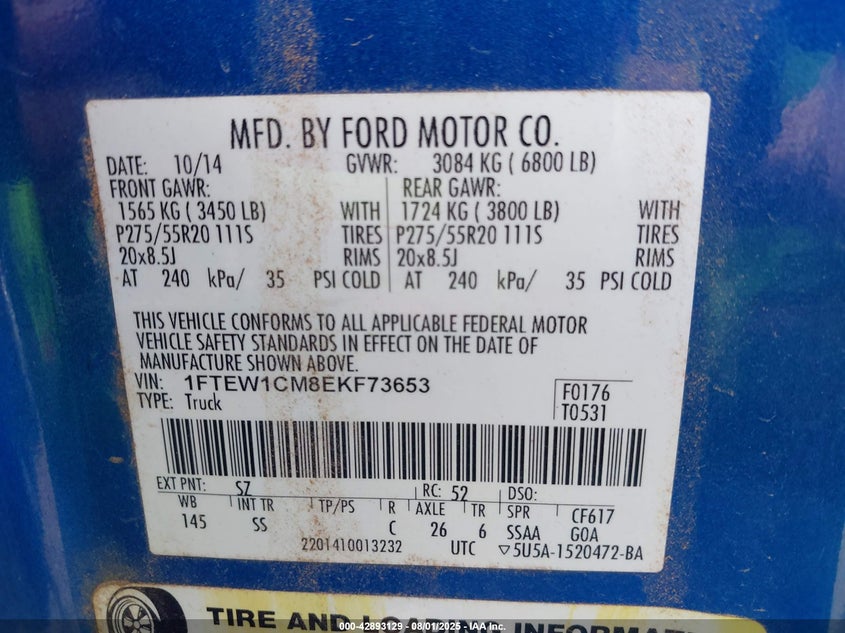 MFD. BY FORD MOTOR CO.
DATE: 10/14 GVWR: 3084 KG ( 6800 LB)
FRONT GAWR: REAR GAWR:
1565 KG ( 3450 LB) WITH 1724 KG ( 3800 LB) WITH
P275/55R20 111S TIRES P275/55R20 111S TIRES
20x8.5J RIMS 20x8.5J RIMS
AT 240 kPa/ 35 PSI COLD AT 240 kPa/ 35 PSI COLD
THIS VEHICLE CONFORMS TO ALL APPLICABLE FEDERAL MOTOR
VEHICLE SAFETY STANDARDS IN EFFECT ON THE DATE OF
MANUFACTURE SHOWN ABOVE.
VIN: 1FTEW1CM8EKF73653 F0176
TYPE: Truck T0531
EXT PNT: SZ RC: 52 DSO:
WB INT TR TP/PS R AXLE TR SPR CF617
145 SS C 26 6 SSAA GOA
2201410013232 UTC ▽5U5A-1520472-BA
TIRE AND LOADING INFORMATI
000-42893129 - 08/01/2025 - IAA Inc.